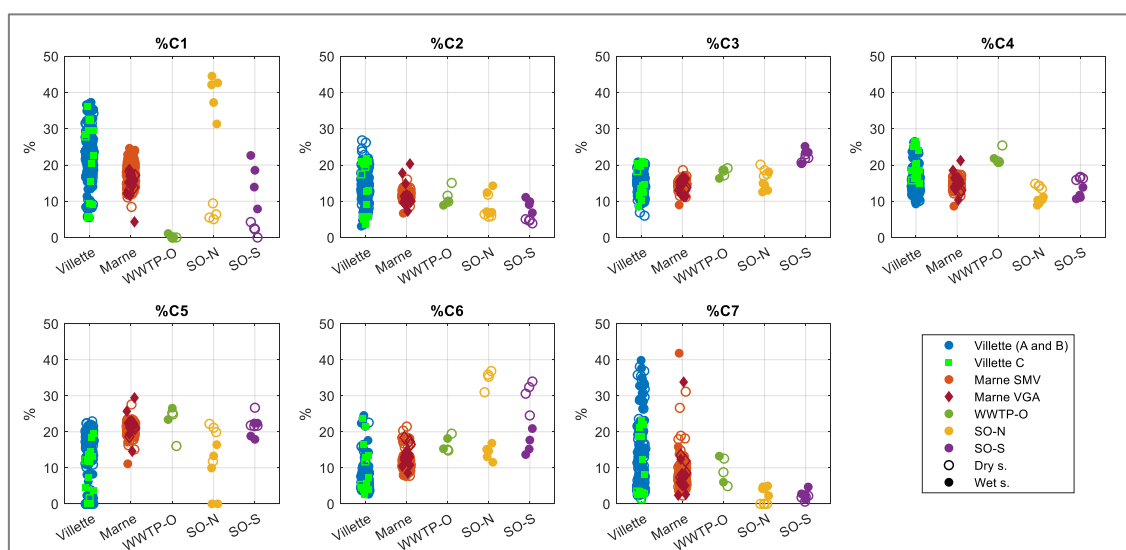 %C1 %C2 %C3 %C4
50 50 50 50
40 40 40 40
30 30 30 30
% % % %
20 20 20 20
10 10 10 10
0 0 0 0
Villette Marne WWTP-O SO-N SO-S Villette Marne WWTP-O SO-N SO-S Villette Marne WWTP-O SO-N SO-S Villette Marne WWTP-O SO-N SO-S
%C5 %C6 %C7
50 50 50
40 40 40
30 30 30
% % %
20 20 20
10 10 10
0 0 0
Villette Marne WWTP-O SO-N SO-S Villette Marne WWTP-O SO-N SO-S Villette Marne WWTP-O SO-N SO-S
Villette (A and B)
Villette C
Marne SMV
Marne VGA
WWTP-O
SO-N
SO-S
Dry s.
Wet s.